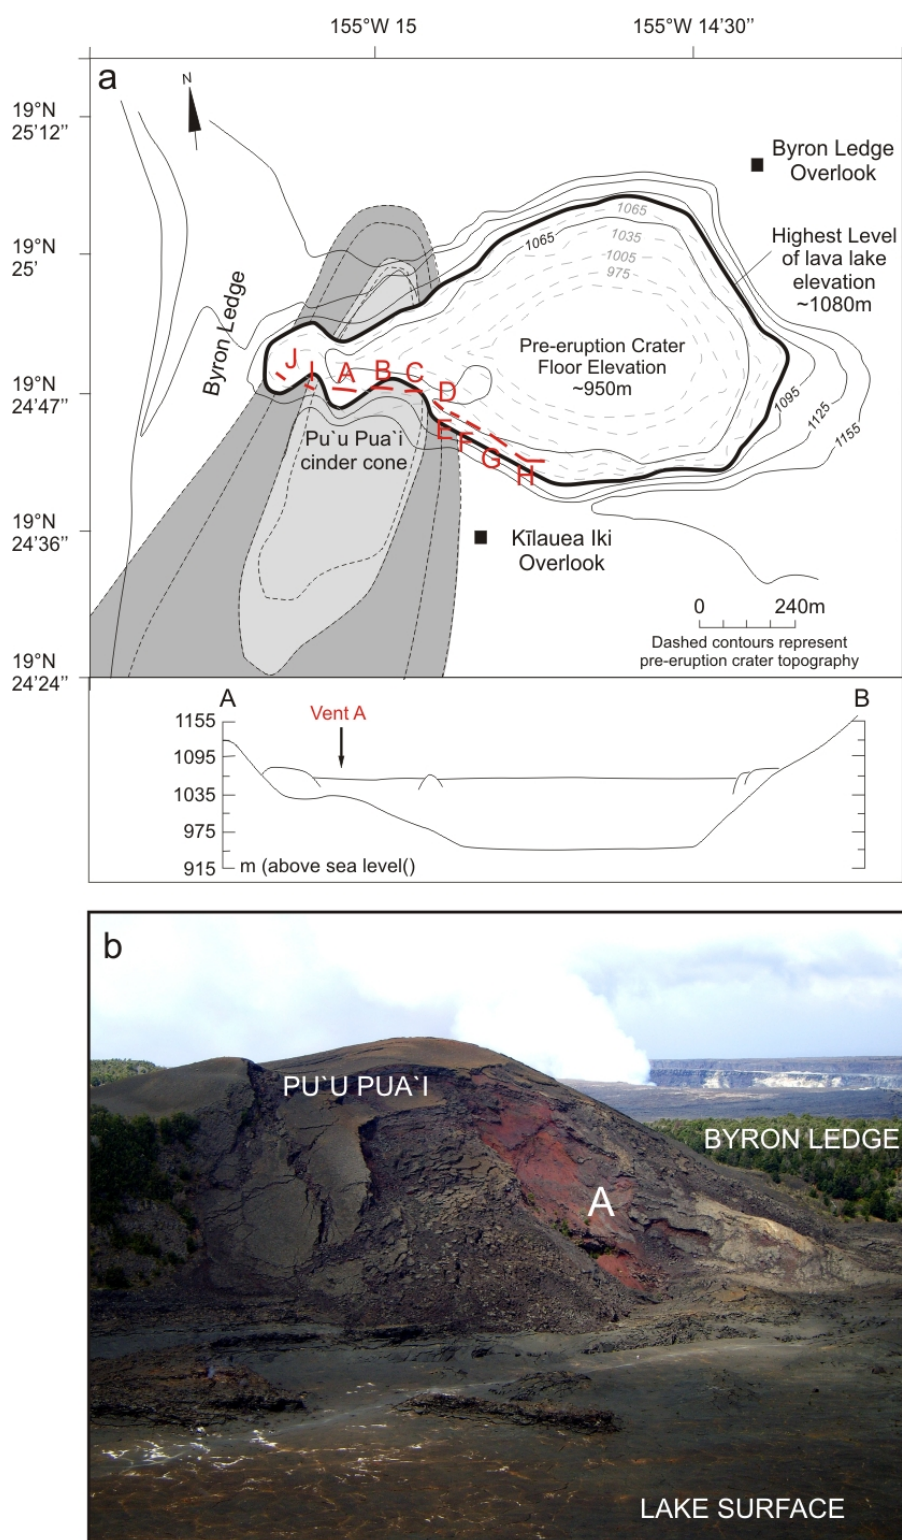 155°W 15
155°W 14'30’’
a
N
19°N
25'12’’
Byron Ledge
Overlook
1065
1035
1005
975
1065
19°N
25'
Highest Level
of lava lake
elevation
~1080m
Byron Ledge
Pre-eruption Crater
Floor Elevation
~950m
J
I
A
B
C
D
E
F
G
H
19°N
24'47’’
1095
1125
1155
Pu`u Pua`i
cinder cone
19°N
24'36’’
Kīlauea Iki
Overlook
0
240m
Dashed contours represent
pre-eruption crater topography
19°N
24'24’’
A
B
Vent A
1155
1095
1035
975
915
m (above sea level()
b
PU`U PUA`I
BYRON LEDGE
A
LAKE SURFACE